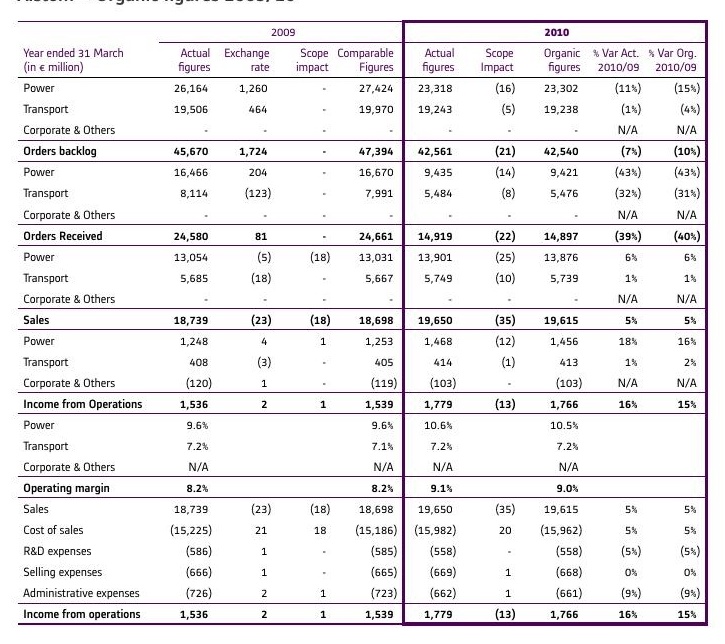 2009 2010
Year ended 31 March Actual Exchange Scope Comparable Actual Scope Organic % Var Act. % Var Org.
(in € million) figures rate impact Figures figures Impact figures 2010/09 2010/09
Power 26,164 1,260 - 27,424 23,318 (16) 23,302 (11%) (15%)
Transport 19,506 464 - 19,970 19,243 (5) 19,238 (1%) (4%)
Corporate & Others - - - - - - - N/A N/A
Orders backlog 45,670 1,724 - 47,394 42,561 (21) 42,540 (7%) (10%)
Power 16,466 204 - 16,670 9,435 (14) 9,421 (43%) (43%)
Transport 8,114 (123) - 7,991 5,484 (8) 5,476 (32%) (31%)
Corporate & Others - - - - - - - N/A N/A
Orders Received 24,580 81 - 24,661 14,919 (22) 14,897 (39%) (40%)
Power 13,054 (5) (18) 13,031 13,901 (25) 13,876 6% 6%
Transport 5,685 (18) - 5,667 5,749 (10) 5,739 1% 1%
Corporate & Others - - - - - - - N/A N/A
Sales 18,739 (23) (18) 18,698 19,650 (35) 19,615 5% 5%
Power 1,248 4 1 1,253 1,468 (12) 1,456 18% 16%
Transport 408 (3) - 405 414 (1) 413 1% 2%
Corporate & Others (120) 1 - (119) (103) - (103) N/A N/A
Income from Operations 1,536 2 1 1,539 1,779 (13) 1,766 16% 15%
Power 9.6% 9.6% 10.6% 10.5%
Transport 7.2% 7.1% 7.2% 7.2%
Corporate & Others N/A N/A N/A N/A
Operating margin 8.2% 8.2% 9.1% 9.0%
Sales 18,739 (23) (18) 18,698 19,650 (35) 19,615 5% 5%
Cost of sales (15,225) 21 18 (15,186) (15,982) 20 (15,962) 5% 5%
R&D expenses (586) 1 - (585) (558) - (558) (5%) (5%)
Selling expenses (666) 1 - (665) (669) 1 (668) 0% 0%
Administrative expenses (726) 2 1 (723) (662) 1 (661) (9%) (9%)
Income from operations 1,536 2 1 1,539 1,779 (13) 1,766 16% 15%